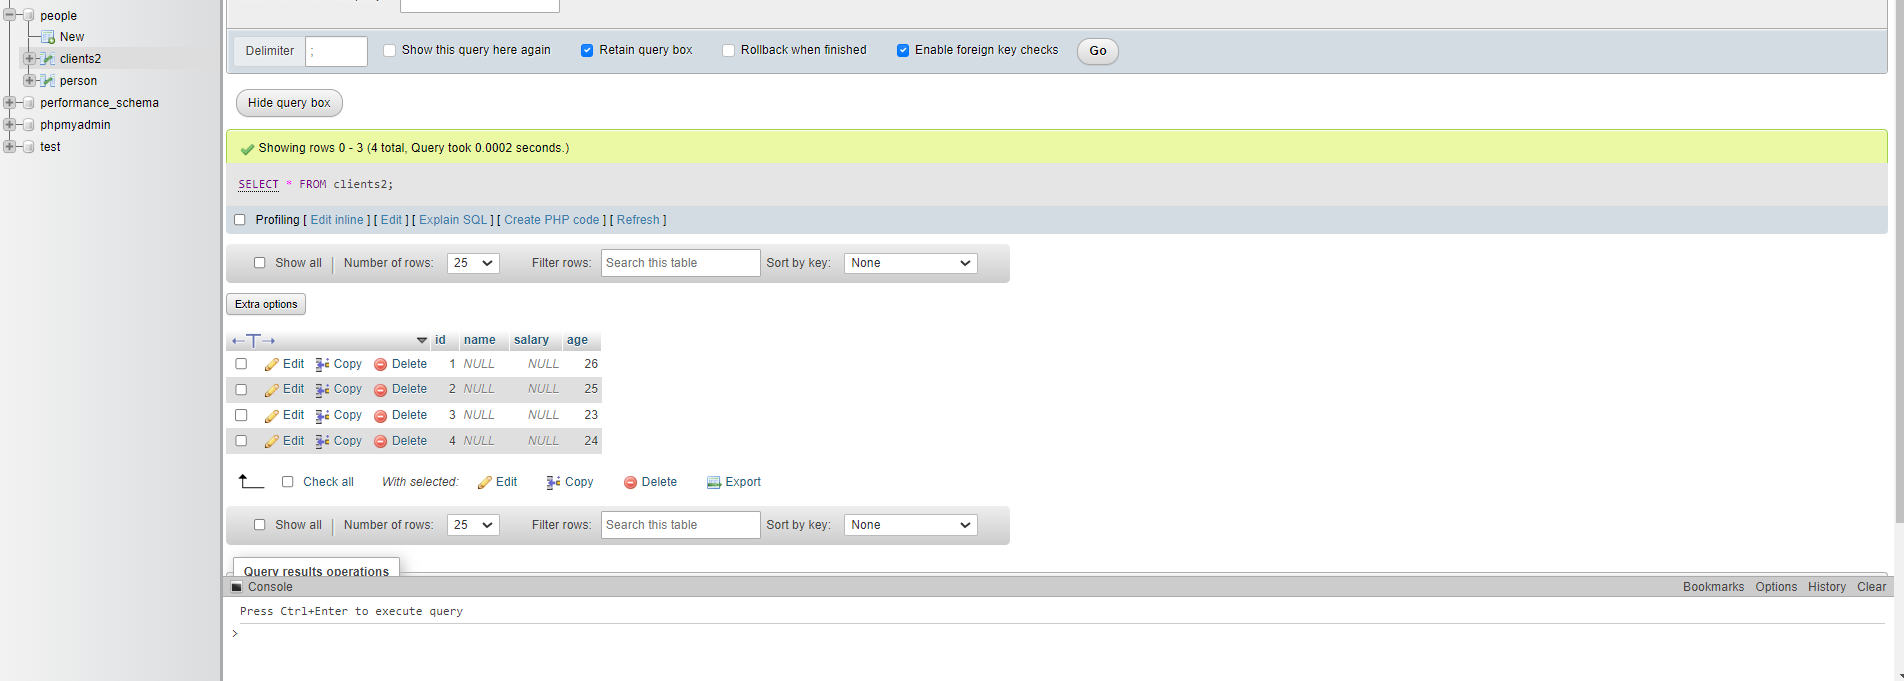 people
New
clients2
person
performance_schema
phpmyadmin
test
Delimiter ; Show this query here again Retain query box Rollback when finished Enable foreign key checks Go
Hide query box
Showing rows 0 - 3 (4 total, Query took 0.0002 seconds.)
SELECT * FROM clients2;
Profiling [ Edit inline ] [ Edit ] [ Explain SQL ] [ Create PHP code ] [ Refresh ]
Show all | Number of rows: 25 Filter rows: Search this table Sort by key: None
Extra options
←T→ id name salary age
Edit Copy Delete 1 NULL NULL 26
Edit Copy Delete 2 NULL NULL 25
Edit Copy Delete 3 NULL NULL 23
Edit Copy Delete 4 NULL NULL 24
Check all With selected: Edit Copy Delete Export
Show all | Number of rows: 25 Filter rows: Search this table Sort by key: None
Query results operations
Console Bookmarks Options History Clear
Press Ctrl+Enter to execute query
>